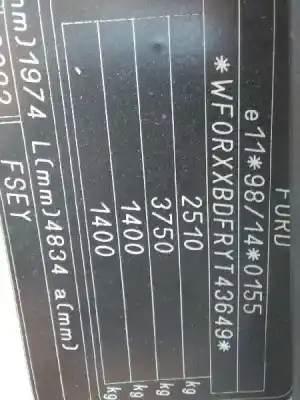 FORD
e11*98/14*0155
*WFORXXBDFRYT43649*
2510 kg
3750 kg
1400 kg
1400 kg
mm)1974 L(mm)4834 a(mm)
FSEY